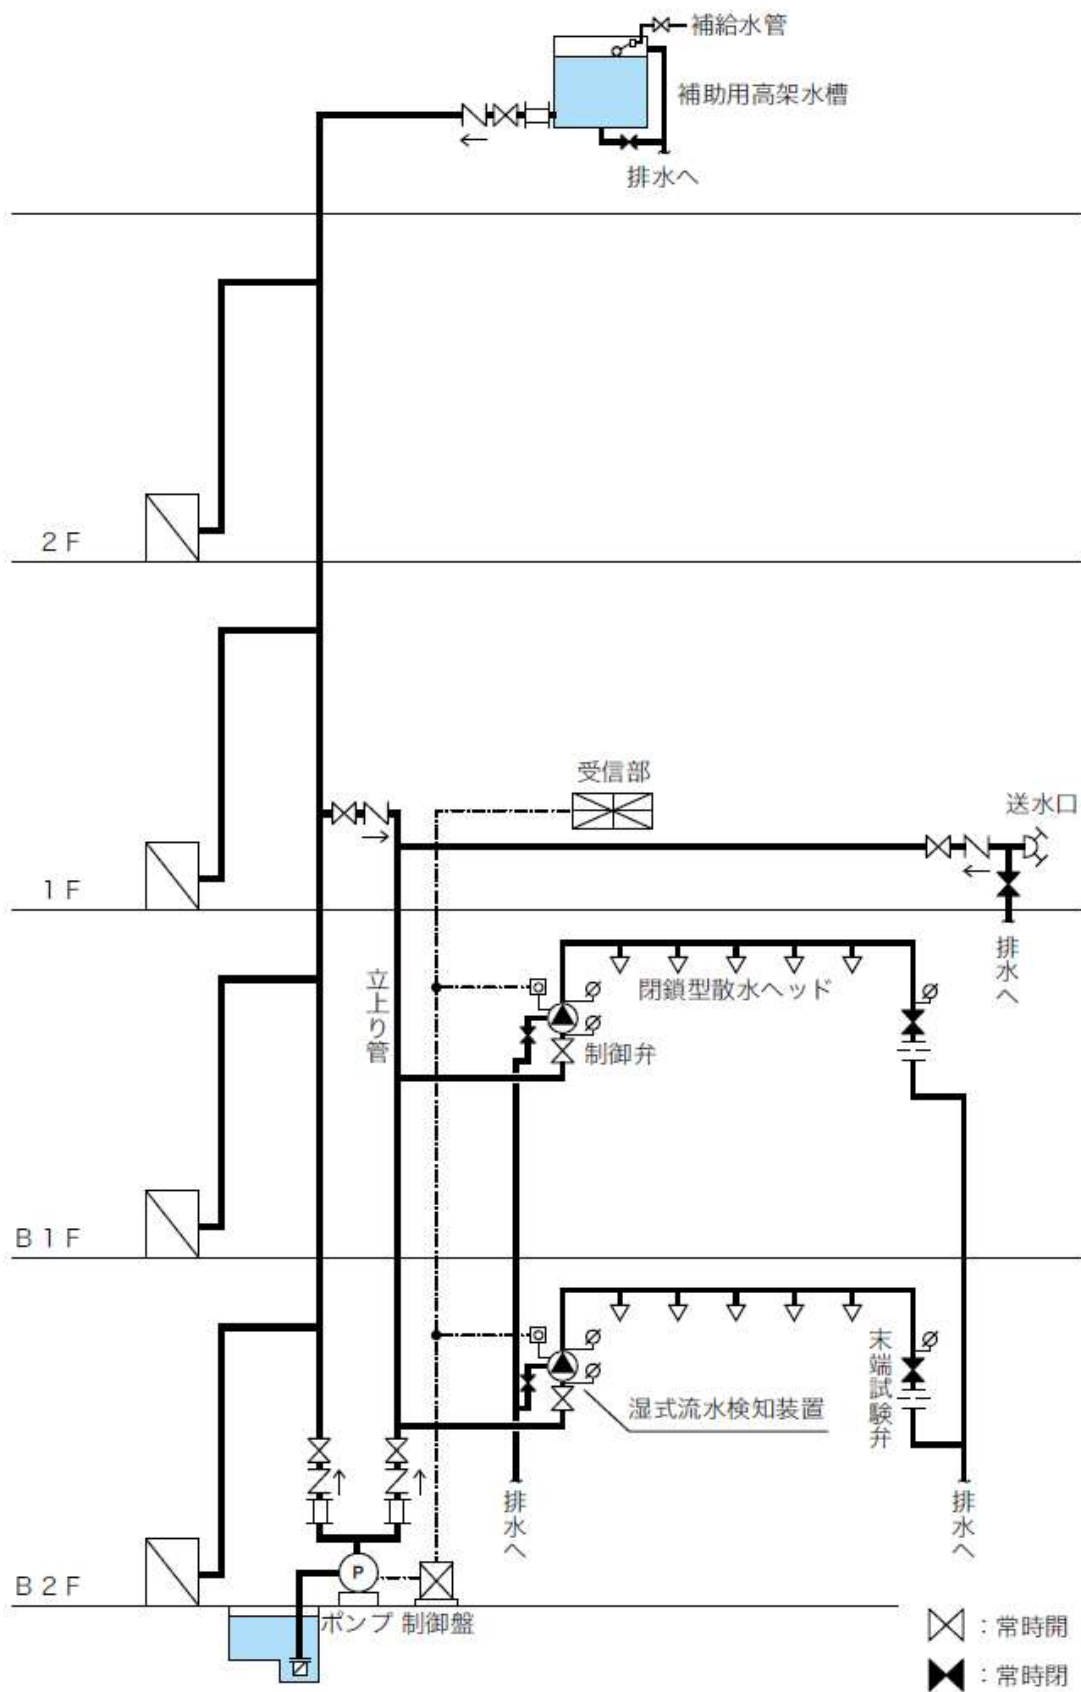 補給水管
補助用高架水槽
排水へ
2F
受信部
送水口
1F
排水へ
立上り管
閉鎖型散水ヘッド
制御弁
B1F
末端試験弁
湿式流水検知装置
排水へ
排水へ
P
B2F
ポンプ 制御盤
:常時開
:常時閉